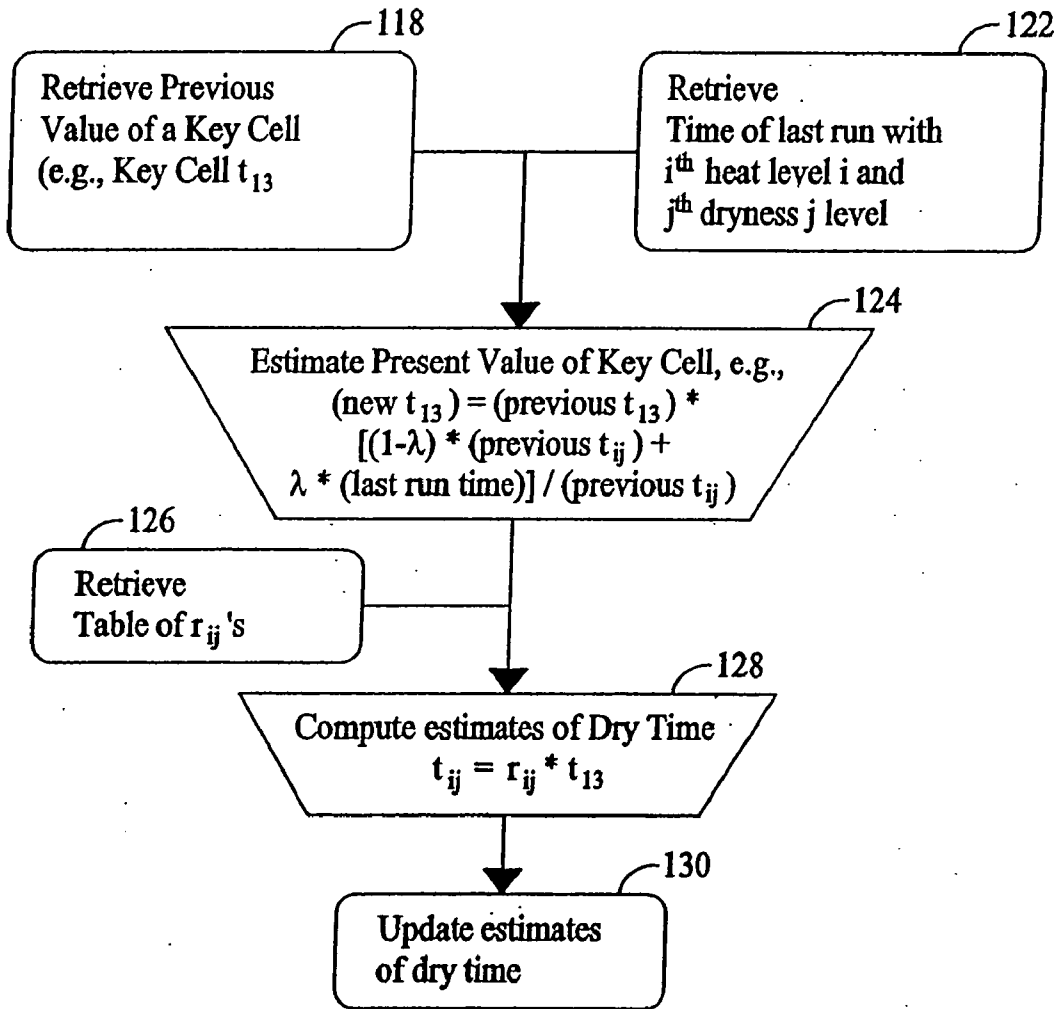 118
Retrieve Previous
Value of a Key Cell
(e.g., Key Cell t₁₃
122
Retrieve
Time of last run with
iᵗʰ heat level i and
jᵗʰ dryness j level
124
Estimate Present Value of Key Cell, e.g.,
(new t₁₃) = (previous t₁₃) *
[(1-λ) * (previous tᵢⱼ) +
λ * (last run time)] / (previous tᵢⱼ)
126
Retrieve
Table of rᵢⱼ's
128
Compute estimates of Dry Time
tᵢⱼ = rᵢⱼ * t₁₃
130
Update estimates
of dry time